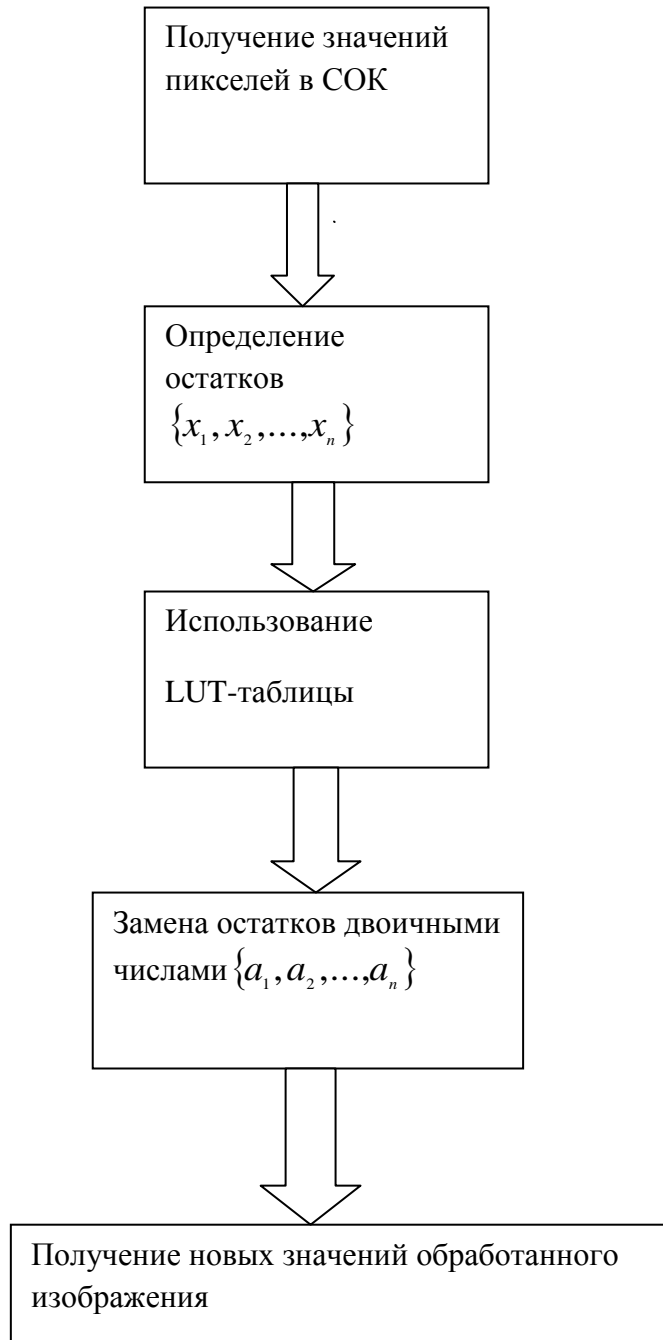 Получение значений
пикселей в СОК
Определение
остатков
{x₁, x₂,...,xₙ}
Использование
LUT-таблицы
Замена остатков двоичными
числами {a₁, a₂,...,aₙ}
Получение новых значений обработанного
изображения